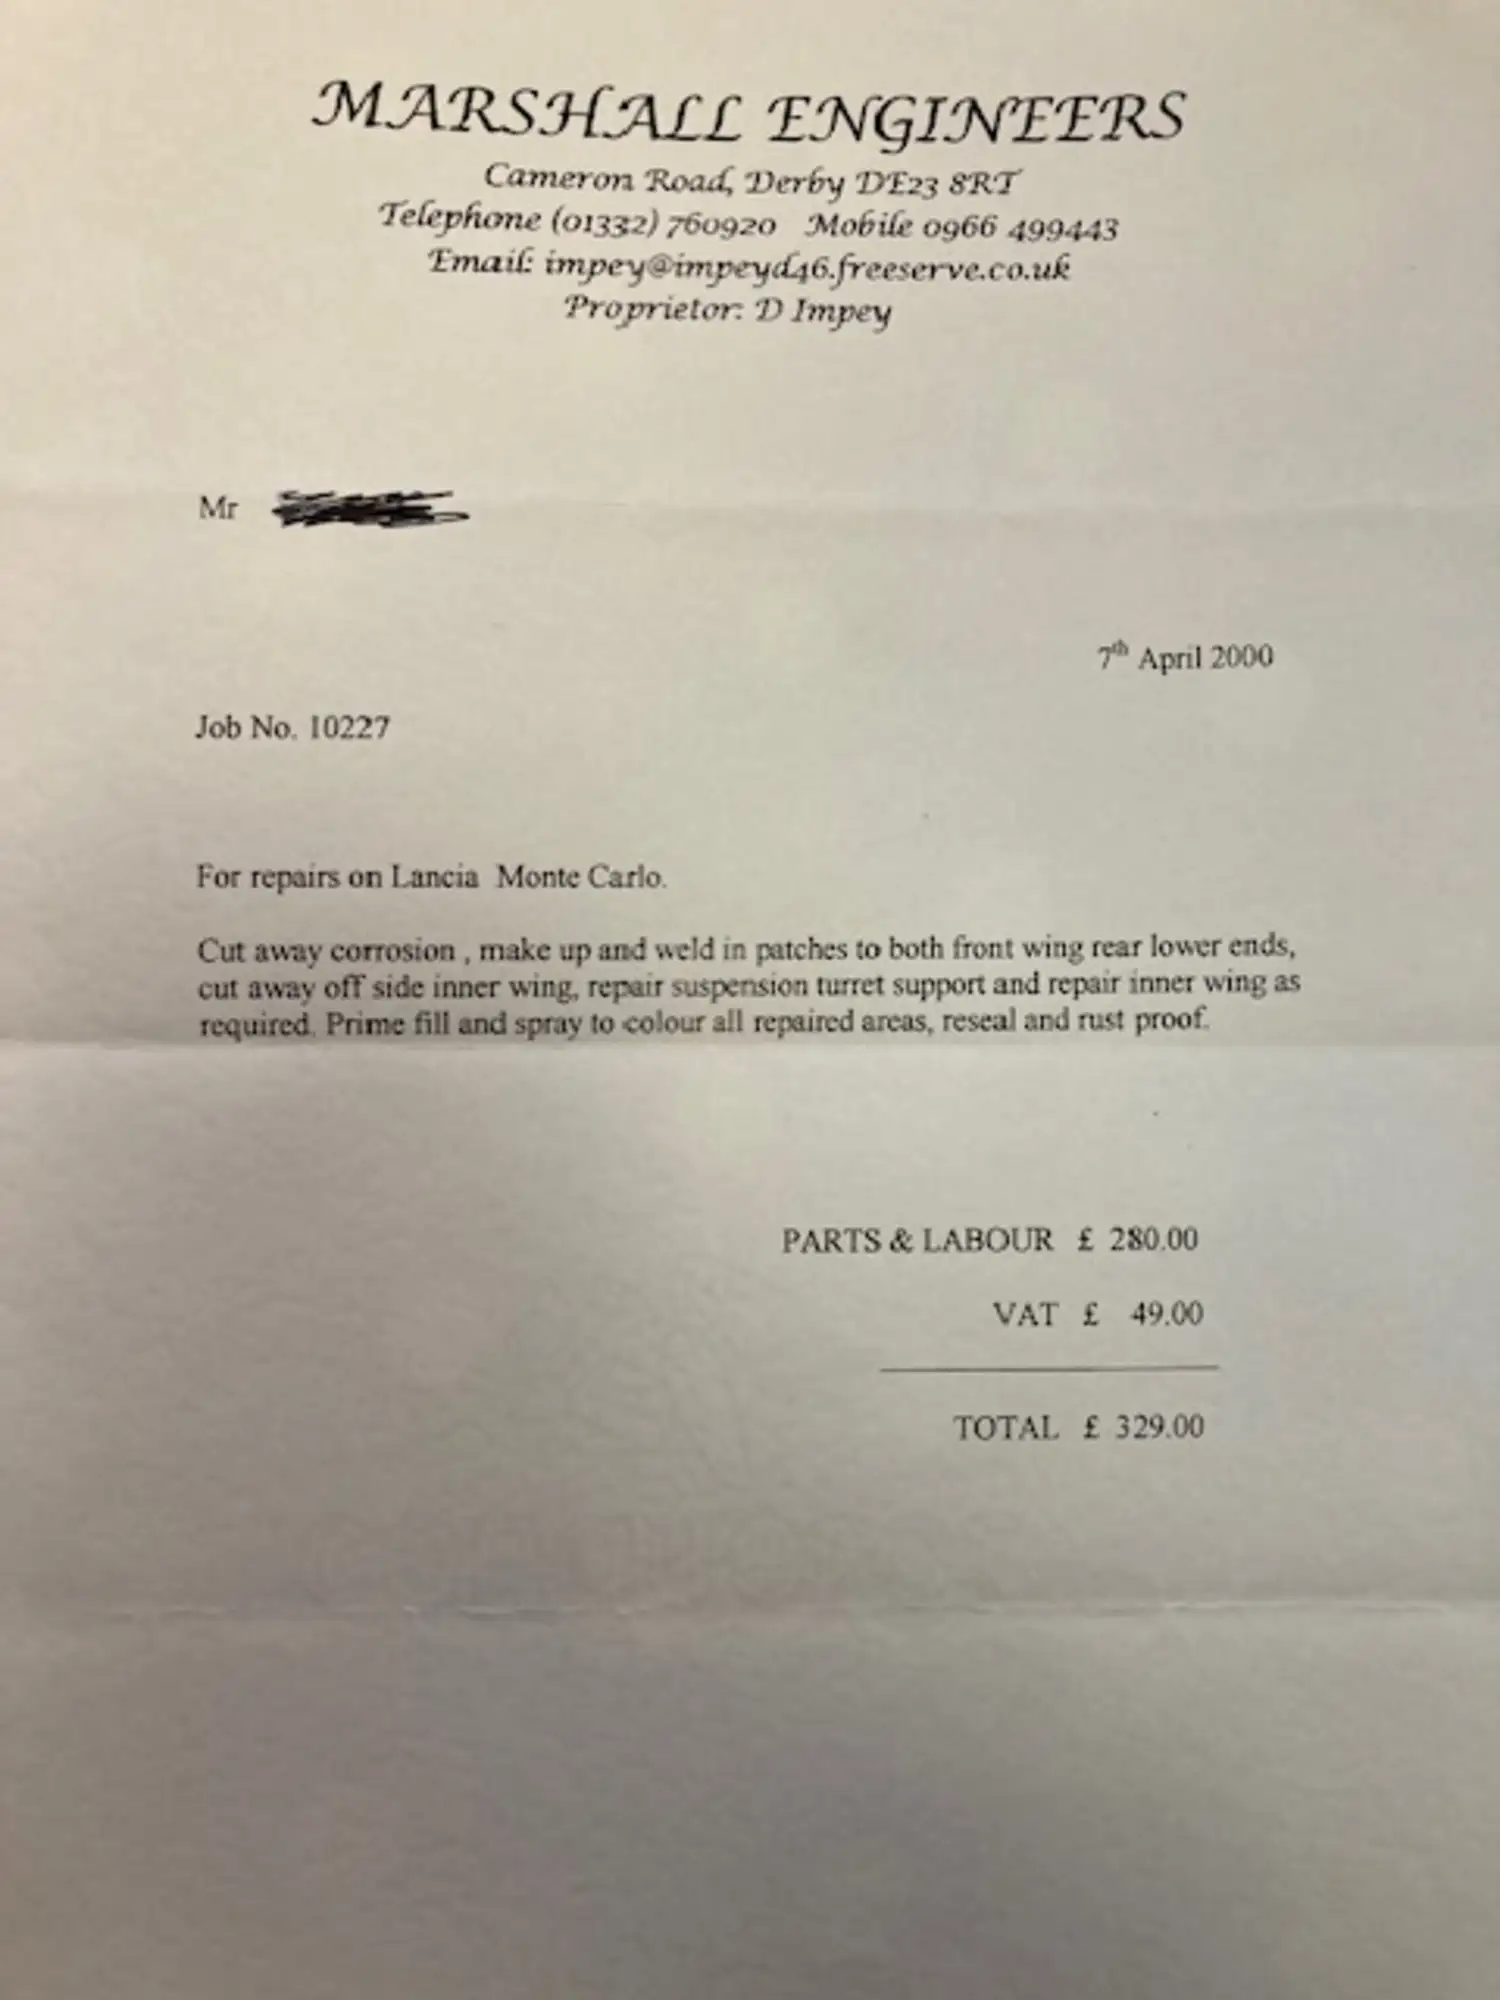 MARSHALL ENGINEERS
Cameron Road, Derby DE23 8RT
Telephone (01332) 760920 Mobile 0966 499443
Email: impey@impeyd46.freeserve.co.uk
Proprietor: D Impey
Mr
7th April 2000
Job No. 10227
For repairs on Lancia Monte Carlo.
Cut away corrosion , make up and weld in patches to both front wing rear lower ends,
cut away off side inner wing, repair suspension turret support and repair inner wing as
required. Prime fill and spray to colour all repaired areas, reseal and rust proof.
PARTS & LABOUR £ 280.00
VAT £ 49.00
TOTAL £ 329.00